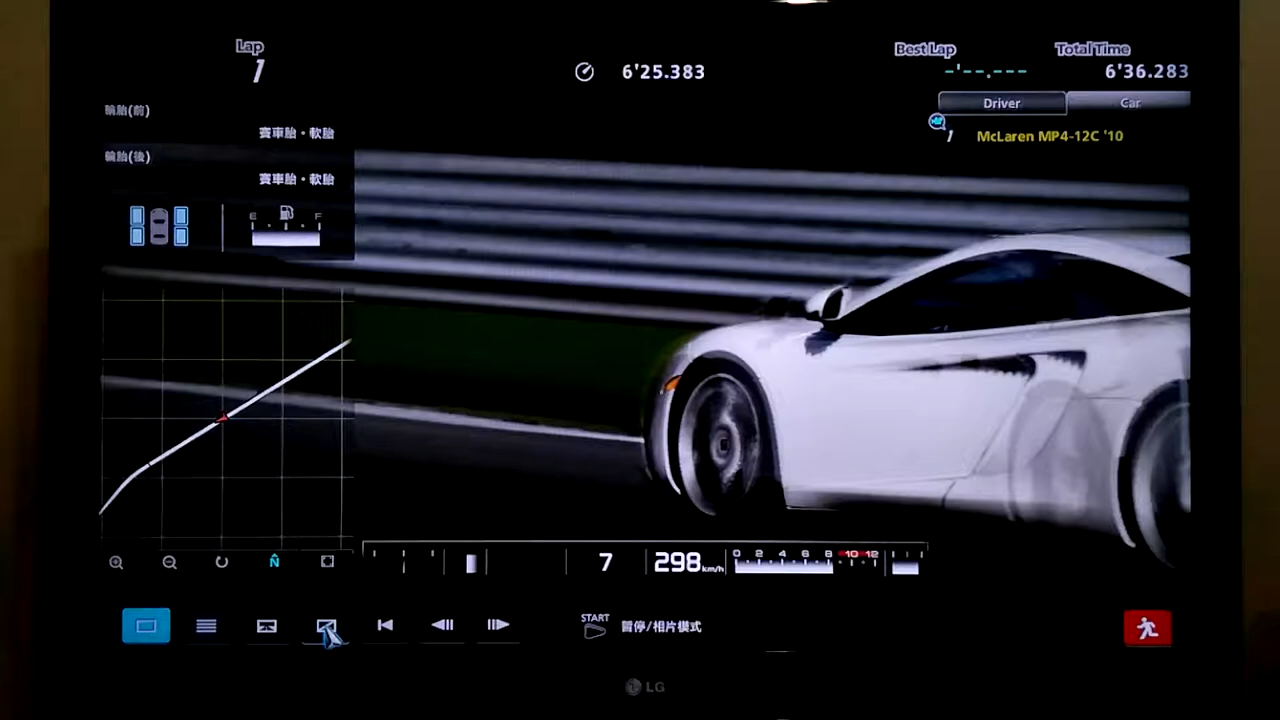 Lap
1
6'25.383
Best Lap
-'--.---
Total Time
6'36.283
Driver
Car
1 McLaren MP4-12C '10
輪胎(前)
賽車胎・軟胎
輪胎(後)
賽車胎・軟胎
E F
N
7
298 km/h
0 2 4 6 8 10 12
START
暫停/相片模式
LG